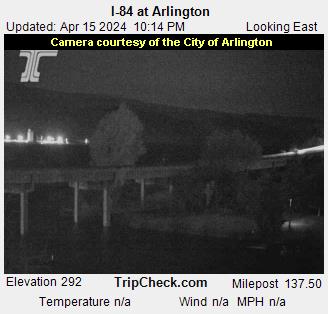 I-84 at Arlington
Updated: Apr 15 2024 10:14 PM Looking East
Camera courtesy of the City of Arlington
Elevation 292 TripCheck.com Milepost 137.50
Temperature n/a Wind n/a MPH n/a